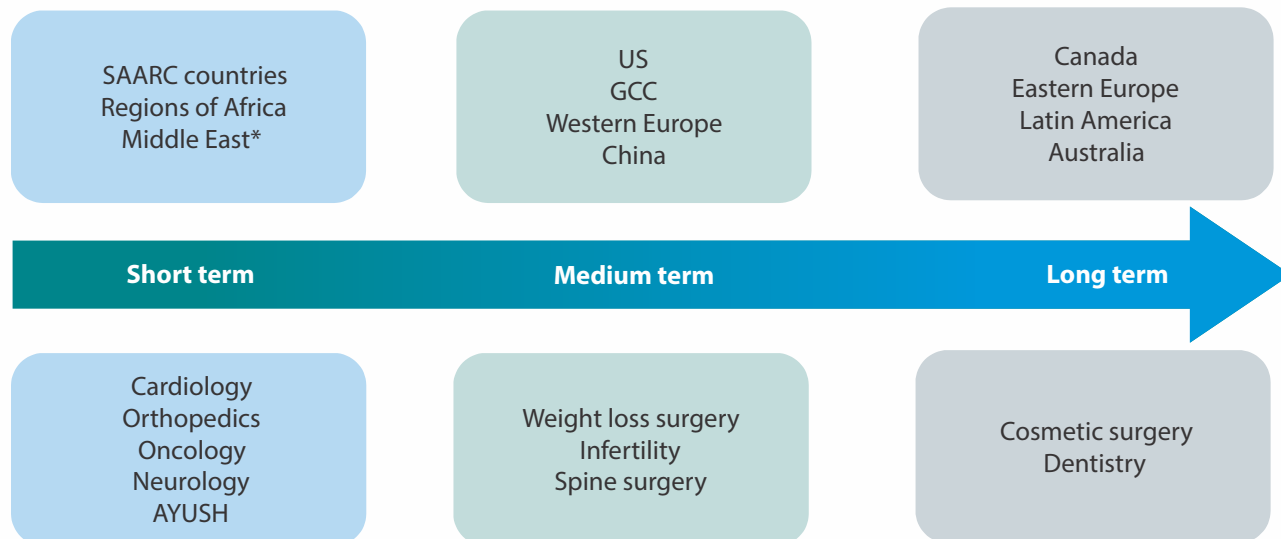 SAARC countries
Regions of Africa
Middle East*
US
GCC
Western Europe
China
Canada
Eastern Europe
Latin America
Australia
Short term
Medium term
Long term
Cardiology
Orthopedics
Oncology
Neurology
AYUSH
Weight loss surgery
Infertility
Spine surgery
Cosmetic surgery
Dentistry